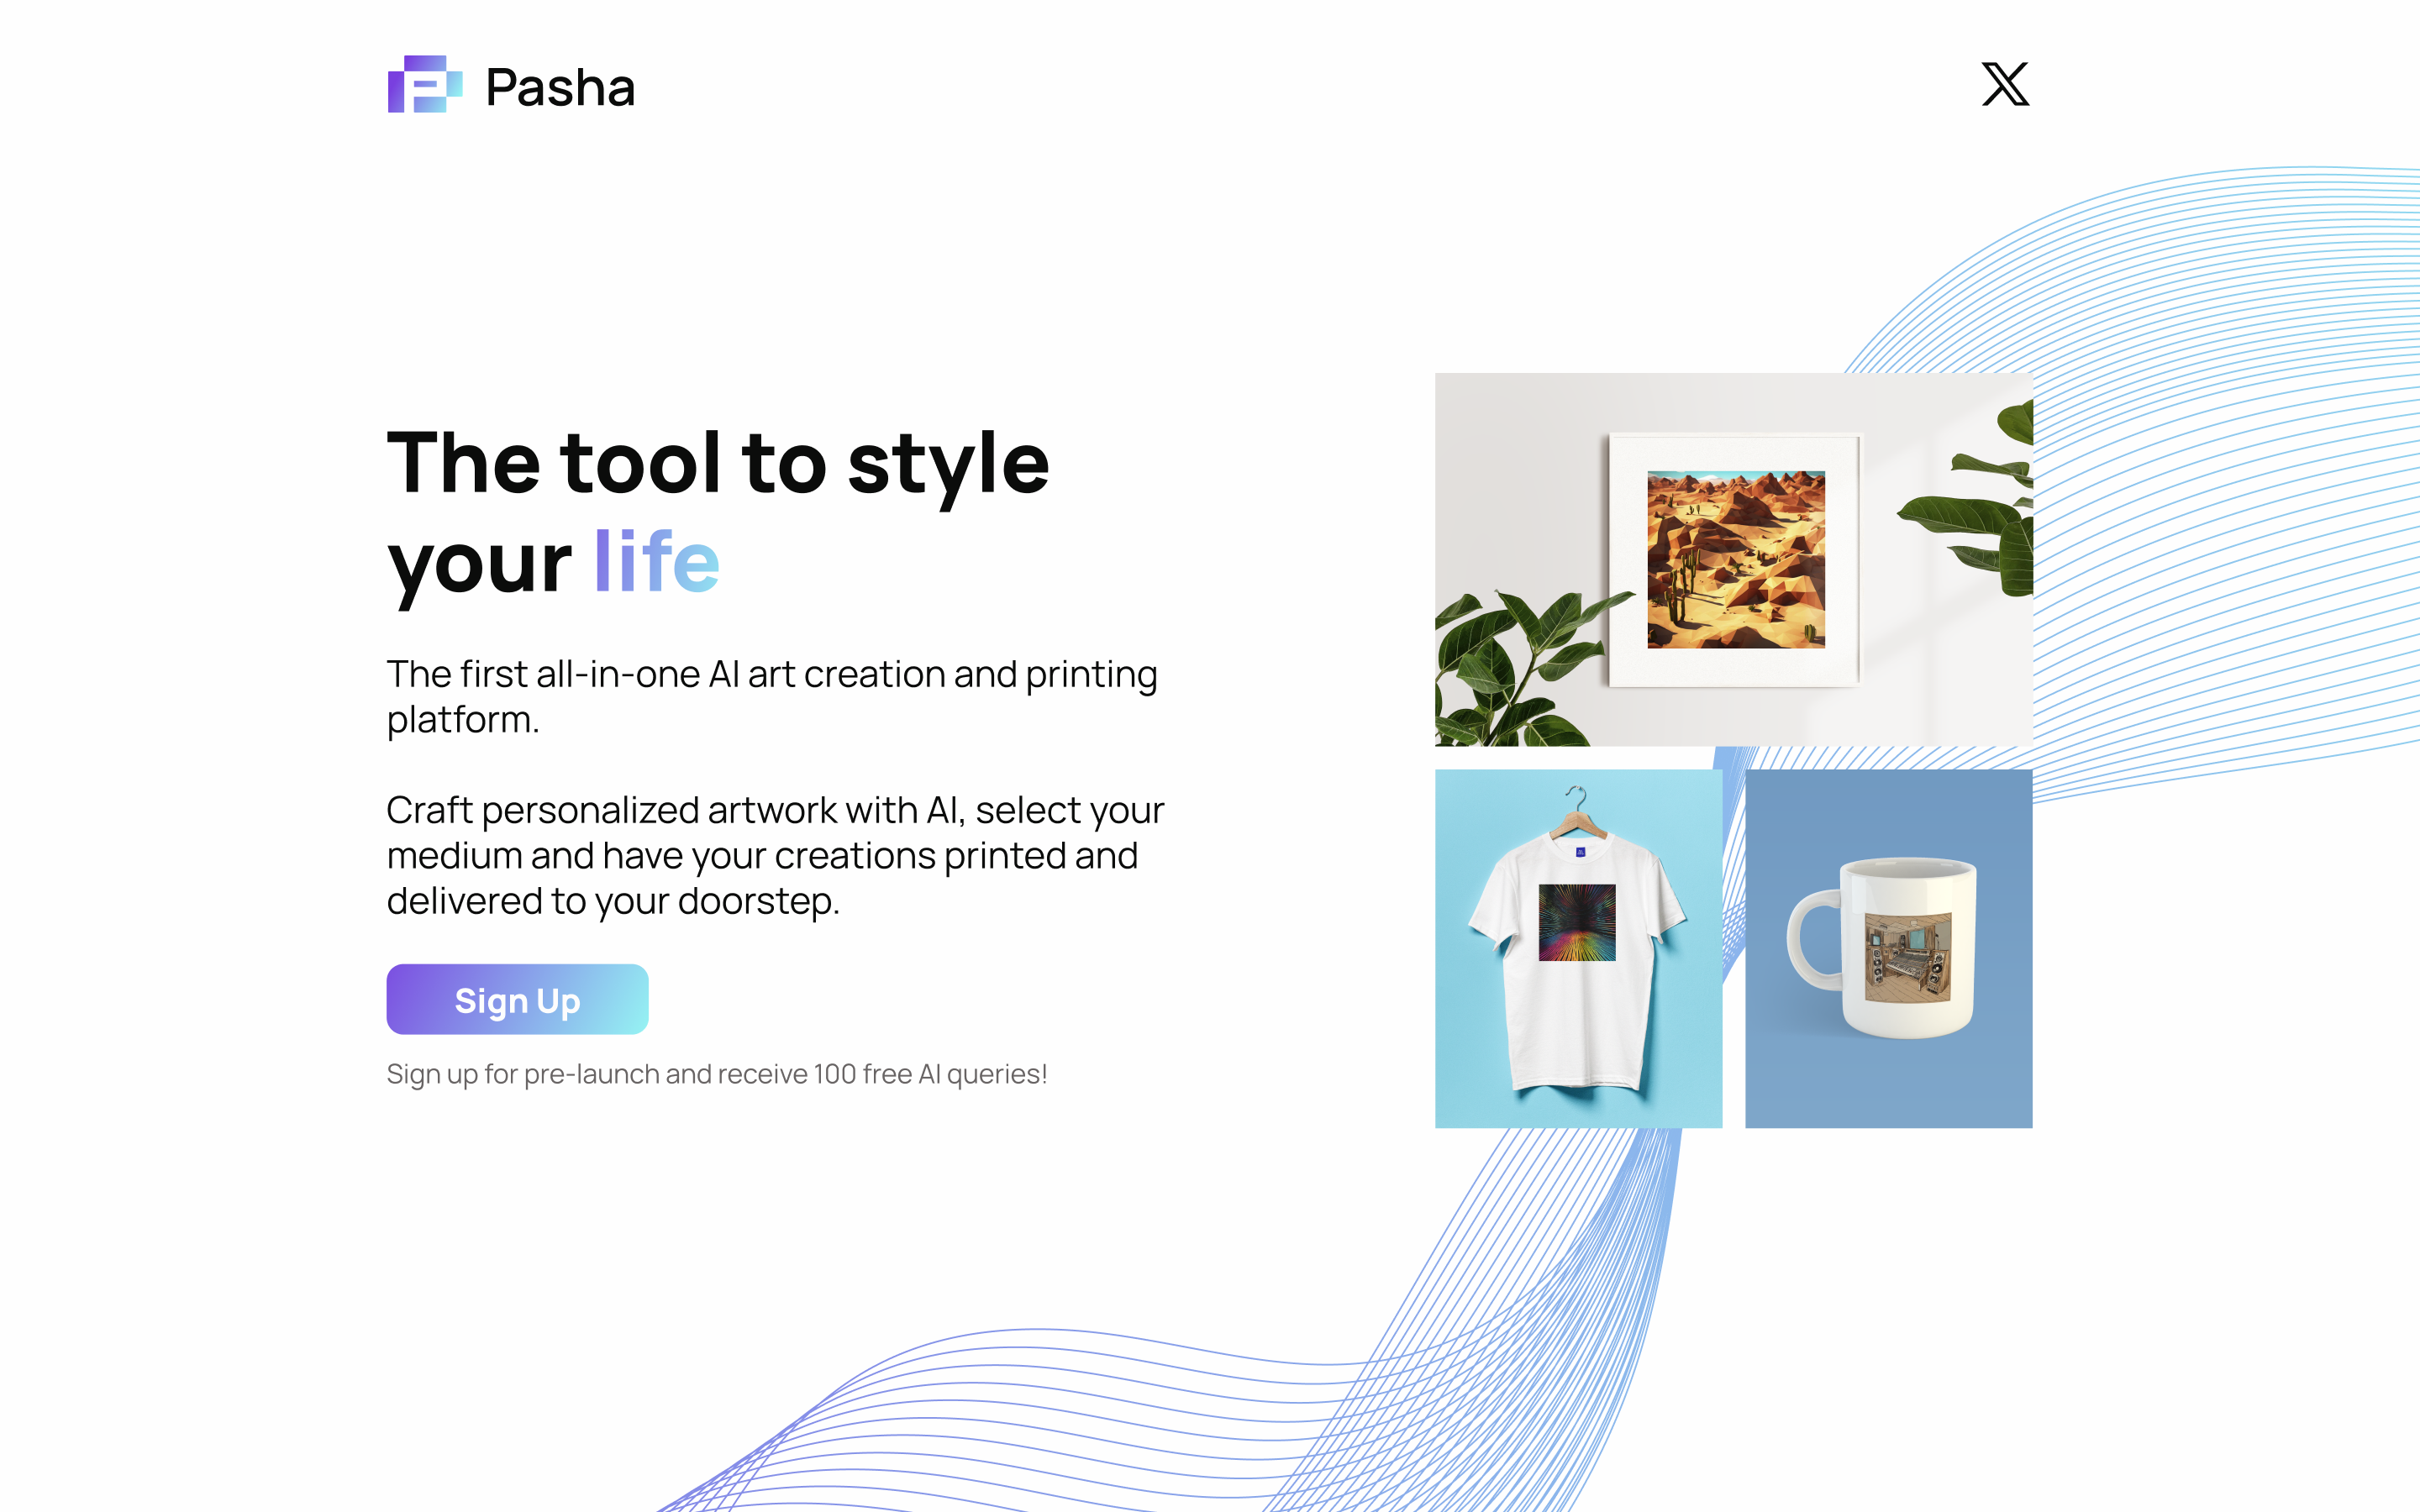 Pasha
The tool to style
your life
The first all-in-one AI art creation and printing
platform.
Craft personalized artwork with AI, select your
medium and have your creations printed and
delivered to your doorstep.
Sign Up
Sign up for pre-launch and receive 100 free AI queries!